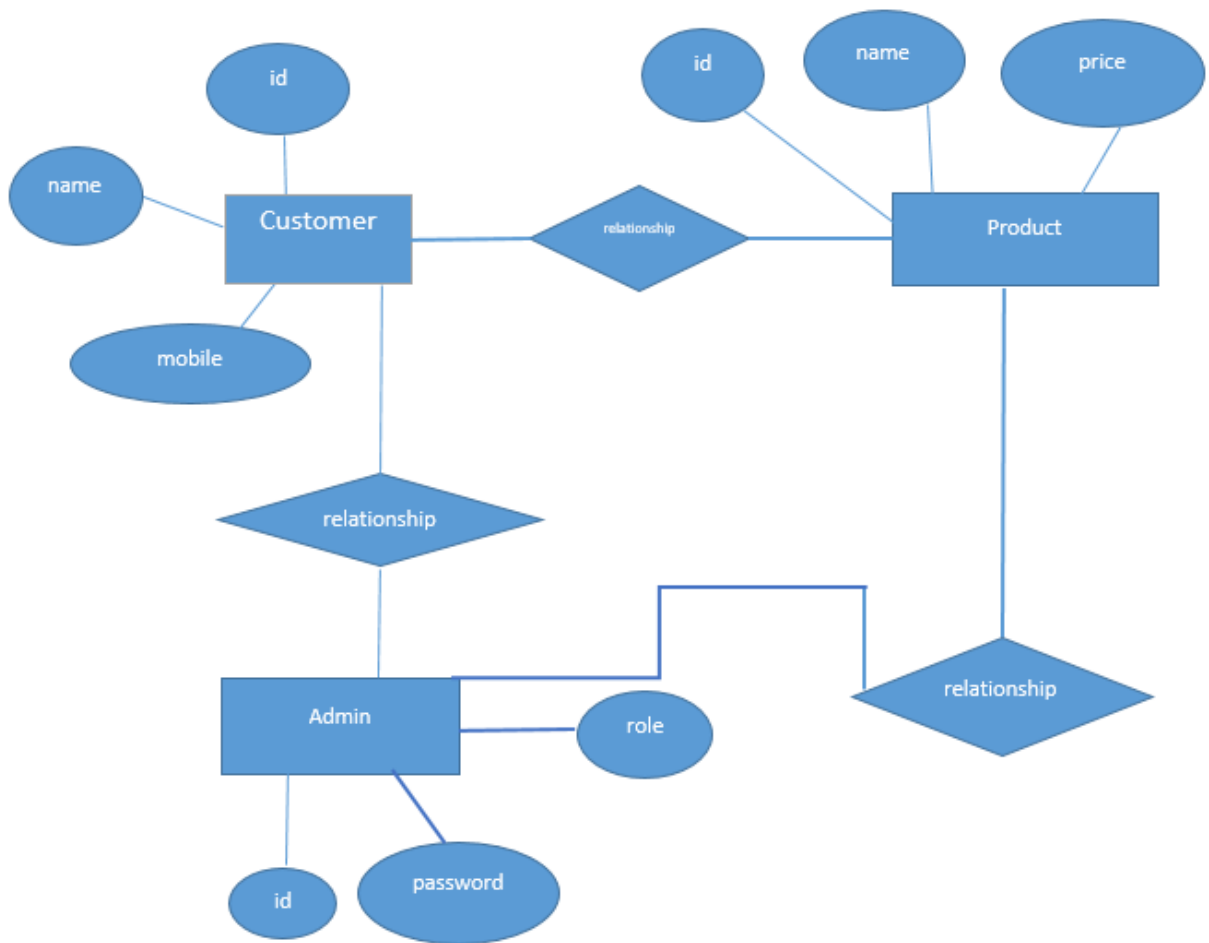 id
id
name
price
name
Customer
relationship
Product
mobile
relationship
Admin
role
relationship
id
password